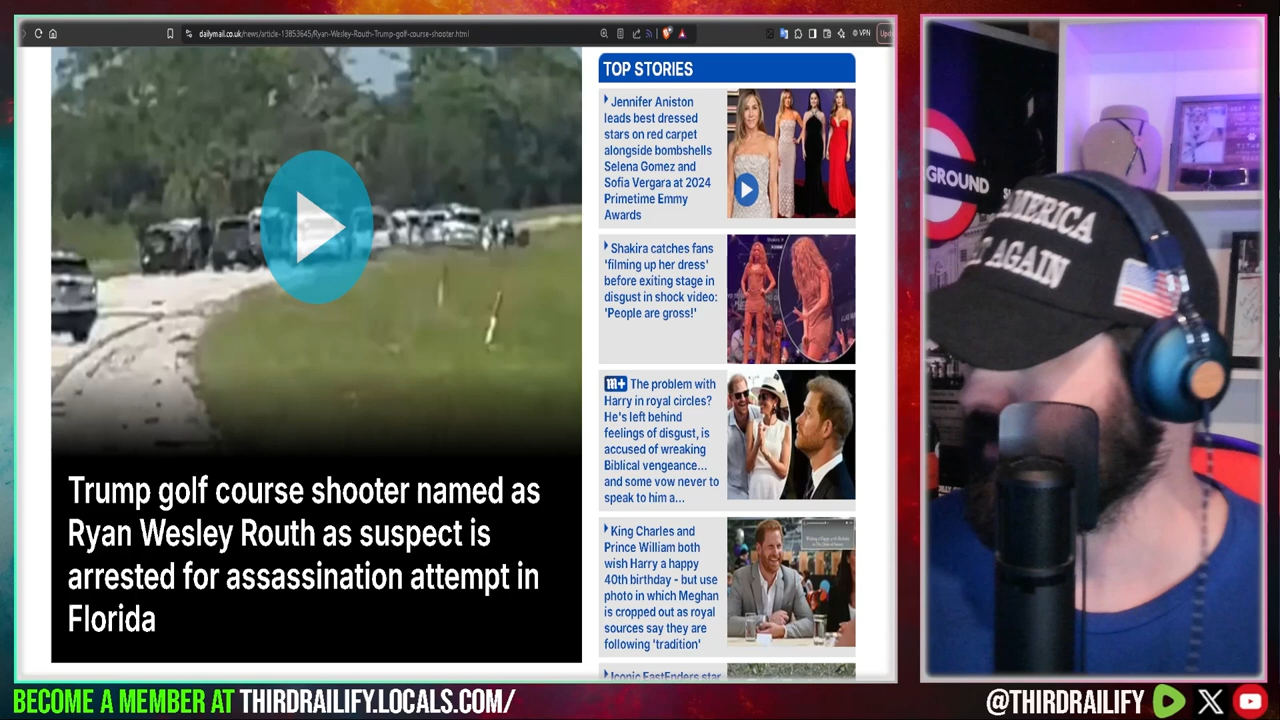 dailymail.co.uk/news/article-13853645/Ryan-Wesley-Routh-Trump-golf-course-shooter.html
VPN
Trump golf course shooter named as
Ryan Wesley Routh as suspect is
arrested for assassination attempt in
Florida
TOP STORIES
Jennifer Aniston
leads best dressed
stars on red carpet
alongside bombshells
Selena Gomez and
Sofia Vergara at 2024
Primetime Emmy
Awards
Shakira catches fans
'filming up her dress'
before exiting stage in
disgust in shock video:
'People are gross!'
m+ The problem with
Harry in royal circles?
He's left behind
feelings of disgust, is
accused of wreaking
Biblical vengeance...
and some vow never to
speak to him a...
King Charles and
Prince William both
wish Harry a happy
40th birthday - but use
photo in which Meghan
is cropped out as royal
sources say they are
following 'tradition'
Iconic EastEnders star
GROUND
AMERICA
AGAIN
BECOME A MEMBER AT THIRDRAILIFY.LOCALS.COM/
@THIRDRAILIFY